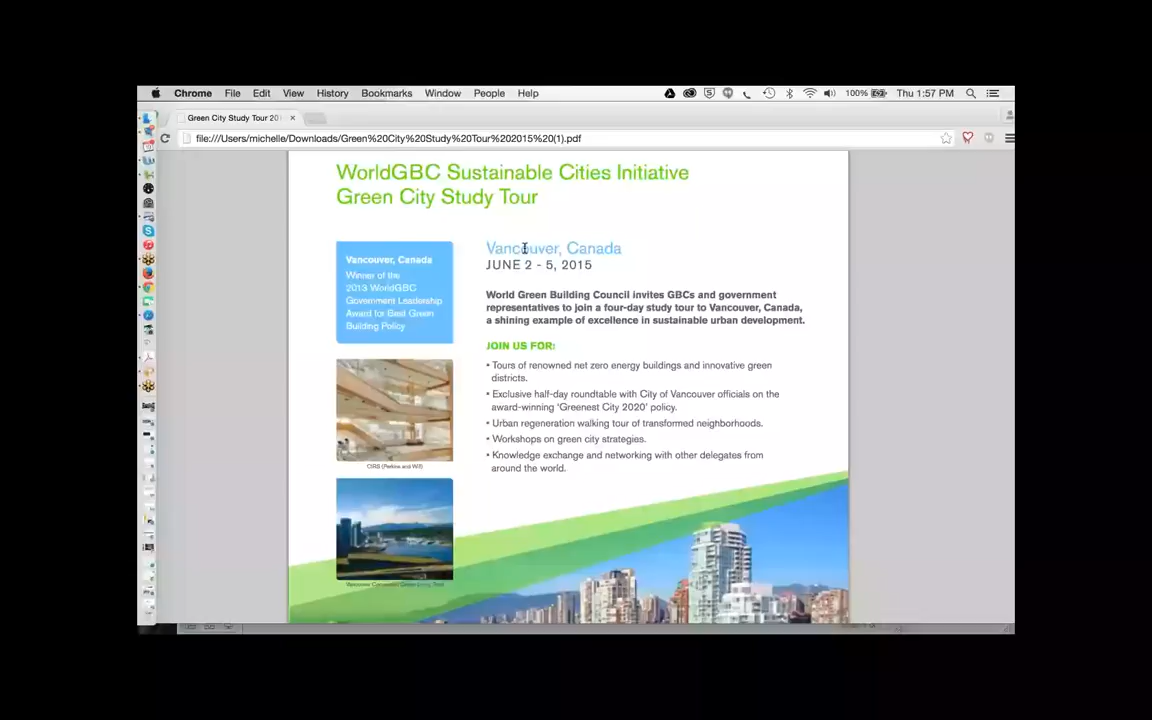 Chrome File Edit View History Bookmarks Window People Help 100% Thu 1:57 PM
Green City Study Tour 20
file:///Users/michelle/Downloads/Green%20City%20Study%20Tour%202015%20(1).pdf
WorldGBC Sustainable Cities Initiative
Green City Study Tour
Vancouver, Canada
Winner of the
2013 WorldGBC
Government Leadership
Award for Best Green
Building Policy
CIRS (Perkins and Will)
Vancouver, Canada
JUNE 2 - 5, 2015
World Green Building Council invites GBCs and government
representatives to join a four-day study tour to Vancouver, Canada,
a shining example of excellence in sustainable urban development.
JOIN US FOR:
• Tours of renowned net zero energy buildings and innovative green
districts.
• Exclusive half-day roundtable with City of Vancouver officials on the
award-winning ‘Greenest City 2020’ policy.
• Urban regeneration walking tour of transformed neighborhoods.
• Workshops on green city strategies.
• Knowledge exchange and networking with other delegates from
around the world.